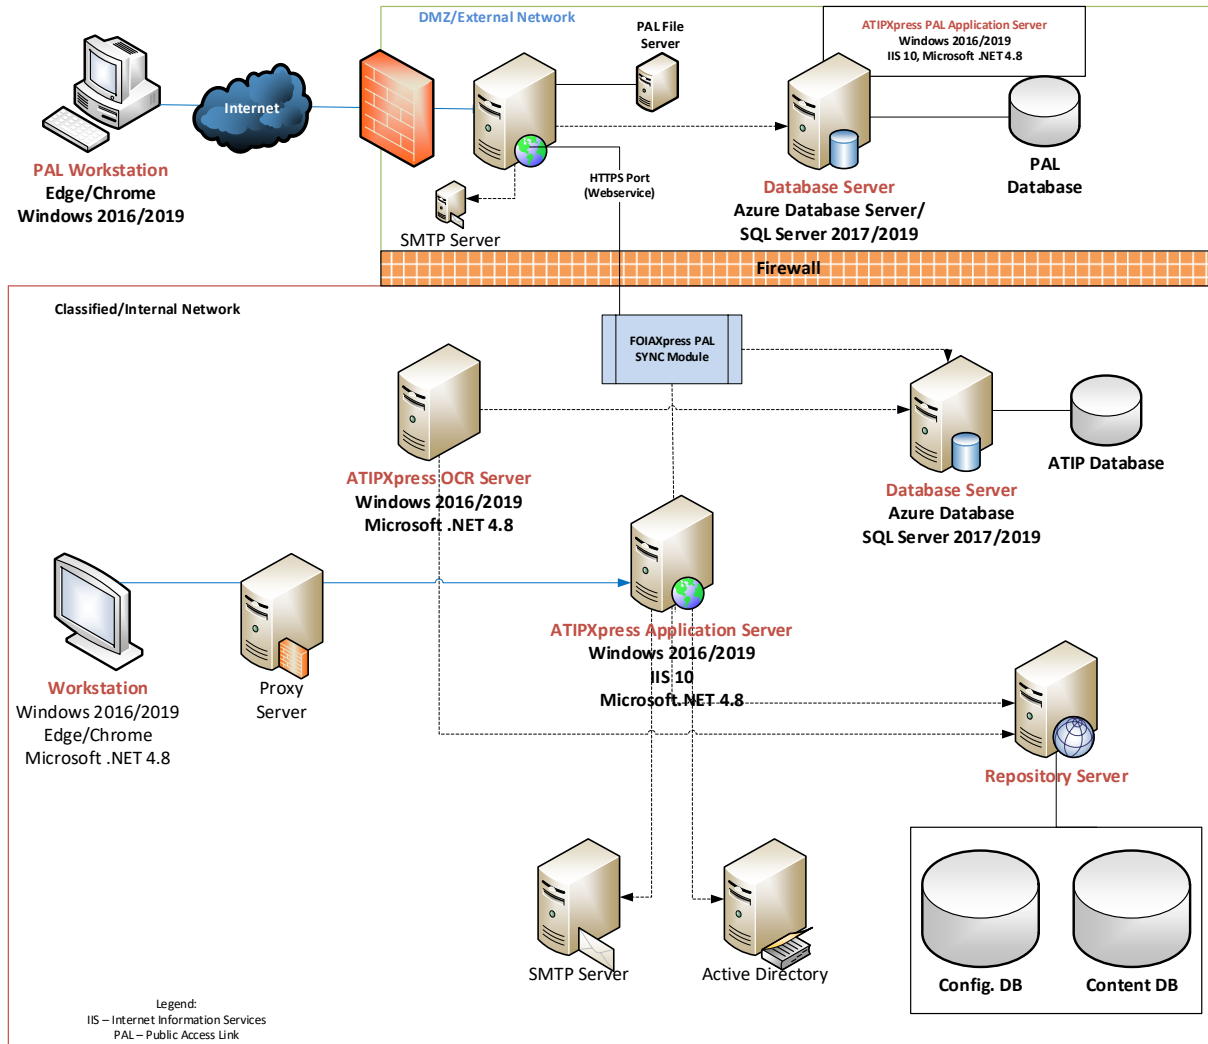 DMZ/External Network
PAL File
Server
ATIPXpress PAL Application Server
Windows 2016/2019
IIS 10, Microsoft .NET 4.8
Internet
PAL Workstation
Edge/Chrome
Windows 2016/2019
HTTPS Port
(Webservice)
SMTP Server
Database Server
Azure Database Server/
SQL Server 2017/2019
PAL
Database
Firewall
Classified/Internal Network
FOIAXpress PAL
SYNC Module
ATIPXpress OCR Server
Windows 2016/2019
Microsoft .NET 4.8
Database Server
Azure Database
SQL Server 2017/2019
ATIP Database
Workstation
Windows 2016/2019
Edge/Chrome
Microsoft .NET 4.8
Proxy
Server
ATIPXpress Application Server
Windows 2016/2019
IIS 10
Microsoft.NET 4.8
Repository Server
SMTP Server
Active Directory
Config. DB
Content DB
Legend:
IIS – Internet Information Services
PAL – Public Access Link